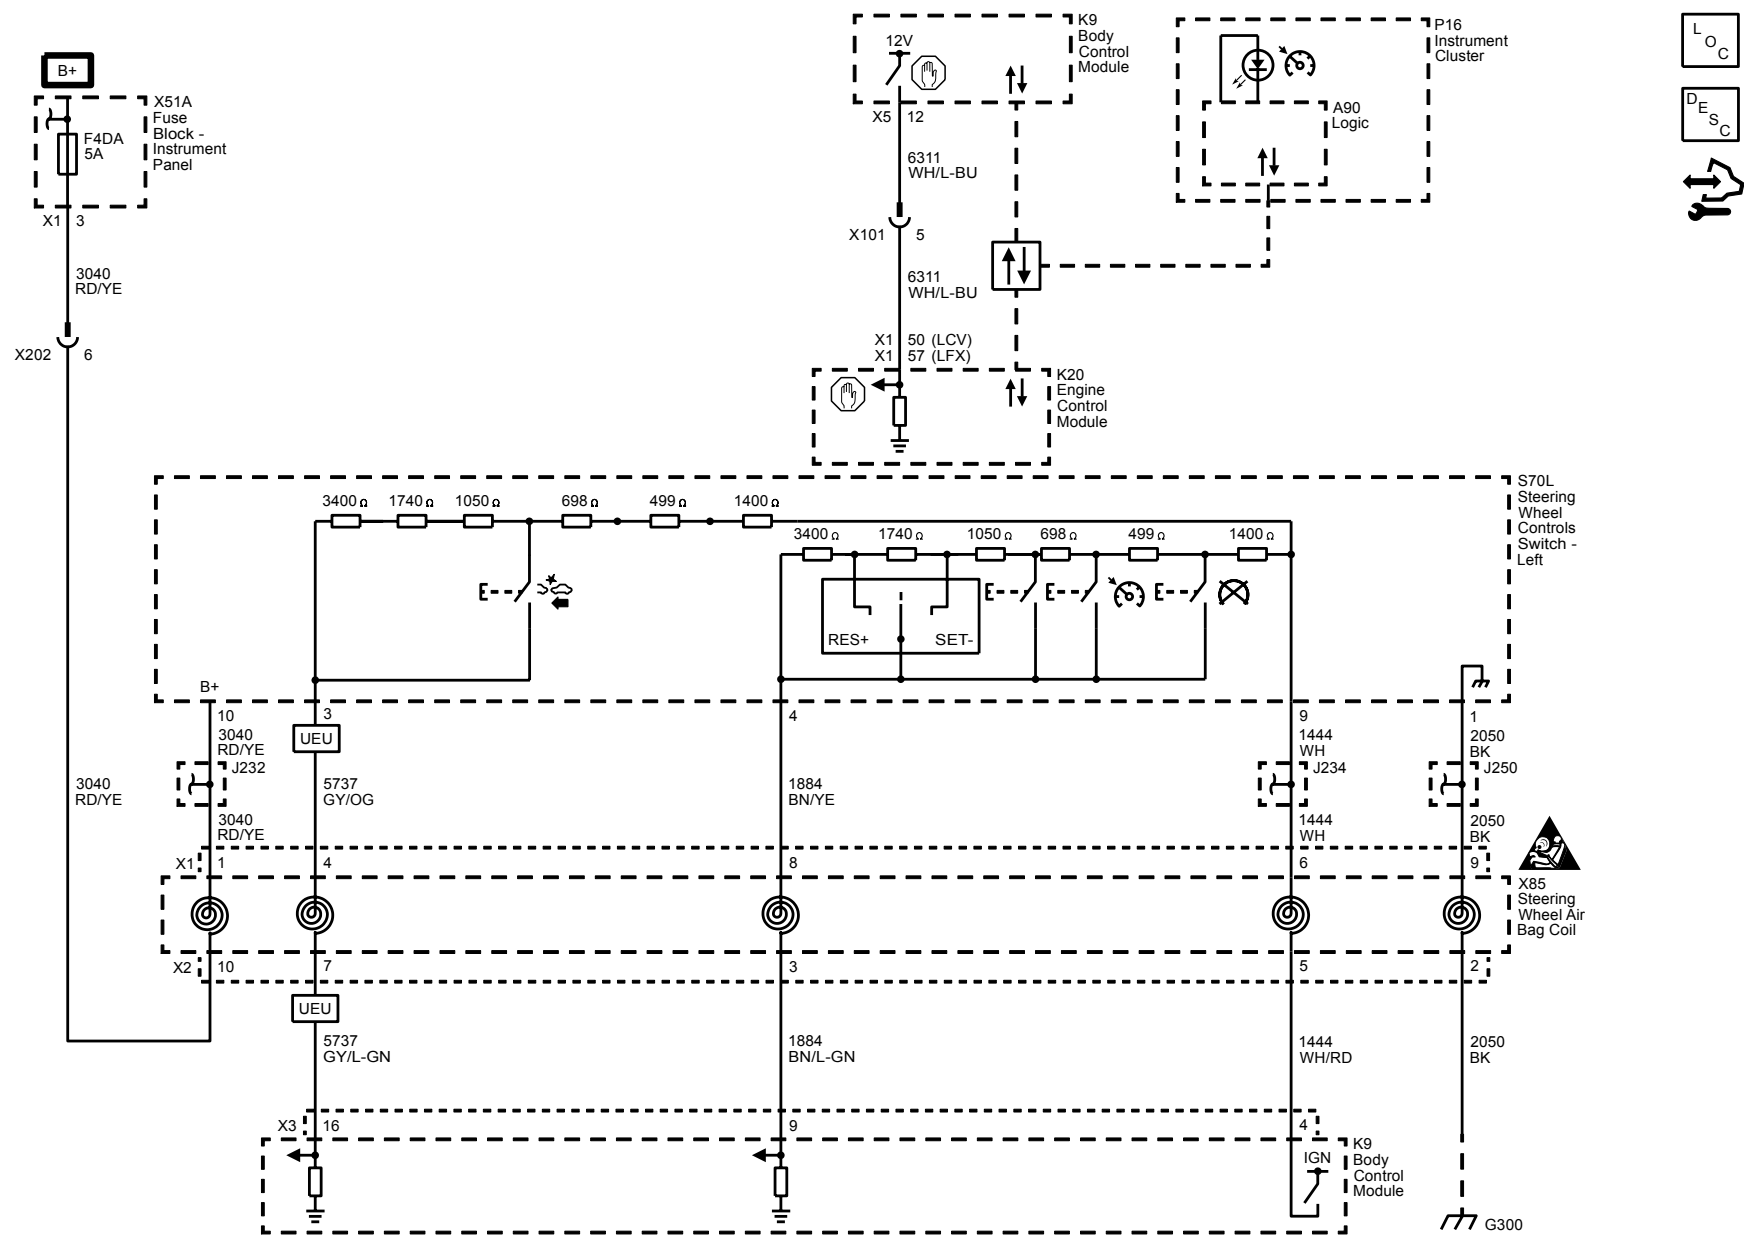 B+
X51A
Fuse
Block -
Instrument
Panel
F4DA
5A
X1 3
3040
RD/YE
X202 6
3040
RD/YE
K9
Body
Control
Module
12V
X5 12
6311
WH/L-BU
X101 5
6311
WH/L-BU
X1 50 (LCV)
X1 57 (LFX)
K20
Engine
Control
Module
P16
Instrument
Cluster
A90
Logic
LOC
DESC
S70L
Steering
Wheel
Controls
Switch -
Left
3400 Ω 1740 Ω 1050 Ω 698 Ω 499 Ω 1400 Ω
3400 Ω 1740 Ω 1050 Ω 698 Ω 499 Ω 1400 Ω
RES+ SET-
B+
10 3 4 9 1
3040
RD/YE
UEU
1444
WH
2050
BK
J232
J234
J250
5737
GY/OG
1884
BN/YE
3040
RD/YE
1444
WH
2050
BK
X1 1 4 8 6 9
X85
Steering
Wheel Air
Bag Coil
X2 10 7 3 5 2
UEU
5737
GY/L-GN
1884
BN/L-GN
1444
WH/RD
2050
BK
X3 16 9 4
K9
Body
Control
Module
IGN
G300